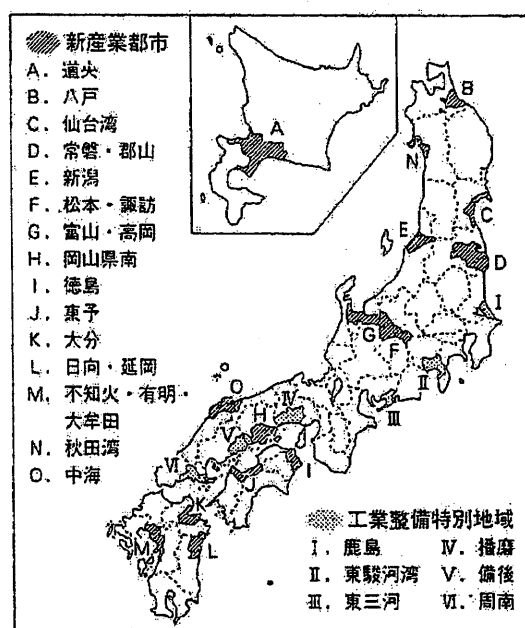 新産業都市
A. 道央
B. 八戸
C. 仙台湾
D. 常磐・郡山
E. 新潟
F. 松本・諏訪
G. 富山・高岡
H. 岡山県南
I. 徳島
J. 東予
K. 大分
L. 日向・延岡
M. 不知火・有明・
大牟田
N. 秋田湾
O. 中海
A
B
N
C
E
D
I
G
F
II
III
O
IV
H
V
VI
J
I
K
M
L
工業整備特別地域
I. 鹿島
II. 東駿河湾
III. 東三河
IV. 播磨
V. 備後
VI. 周南